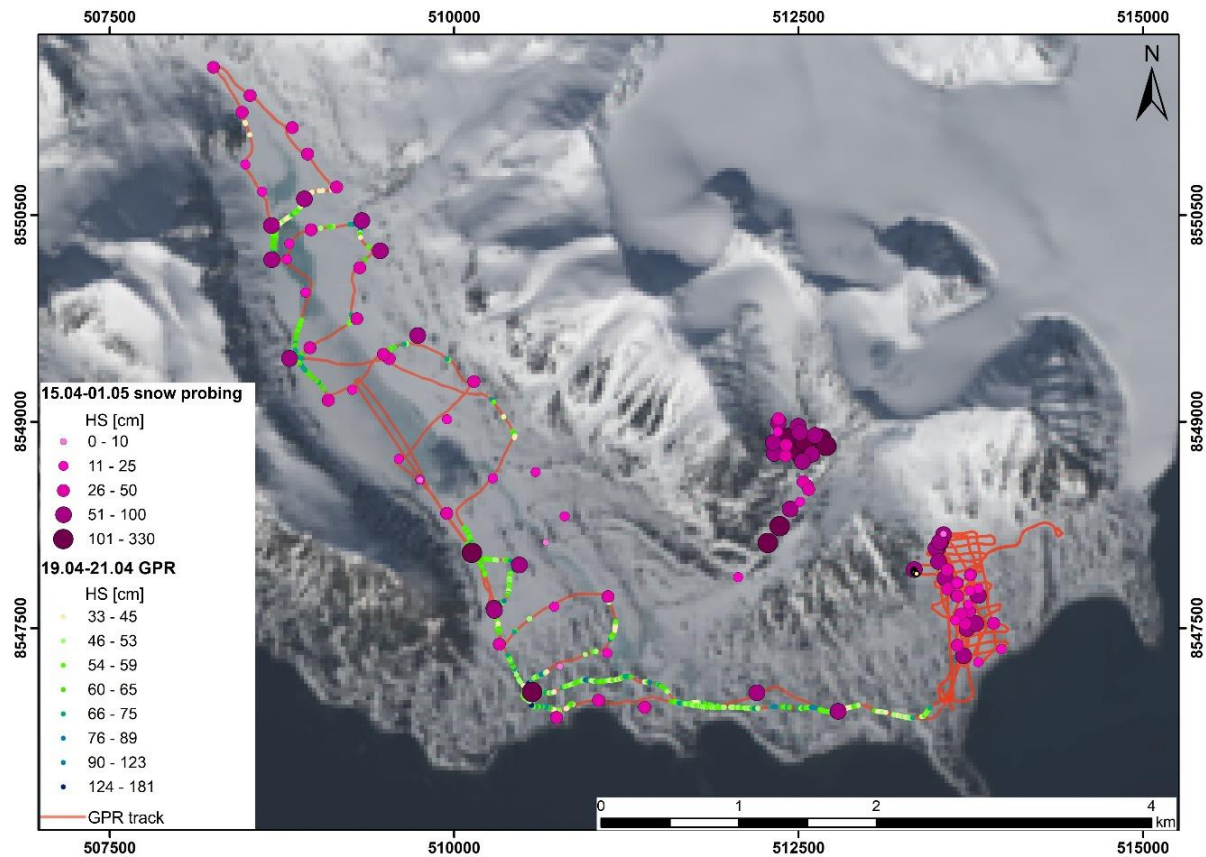 507500 510000 512500 515000
N
8550500 8550500
8549000 8549000
8547500 8547500
15.04-01.05 snow probing
HS [cm]
0 - 10
11 - 25
26 - 50
51 - 100
101 - 330
19.04-21.04 GPR
HS [cm]
33 - 45
46 - 53
54 - 59
60 - 65
66 - 75
76 - 89
90 - 123
124 - 181
GPR track
0 1 2 4
km
507500 510000 512500 515000